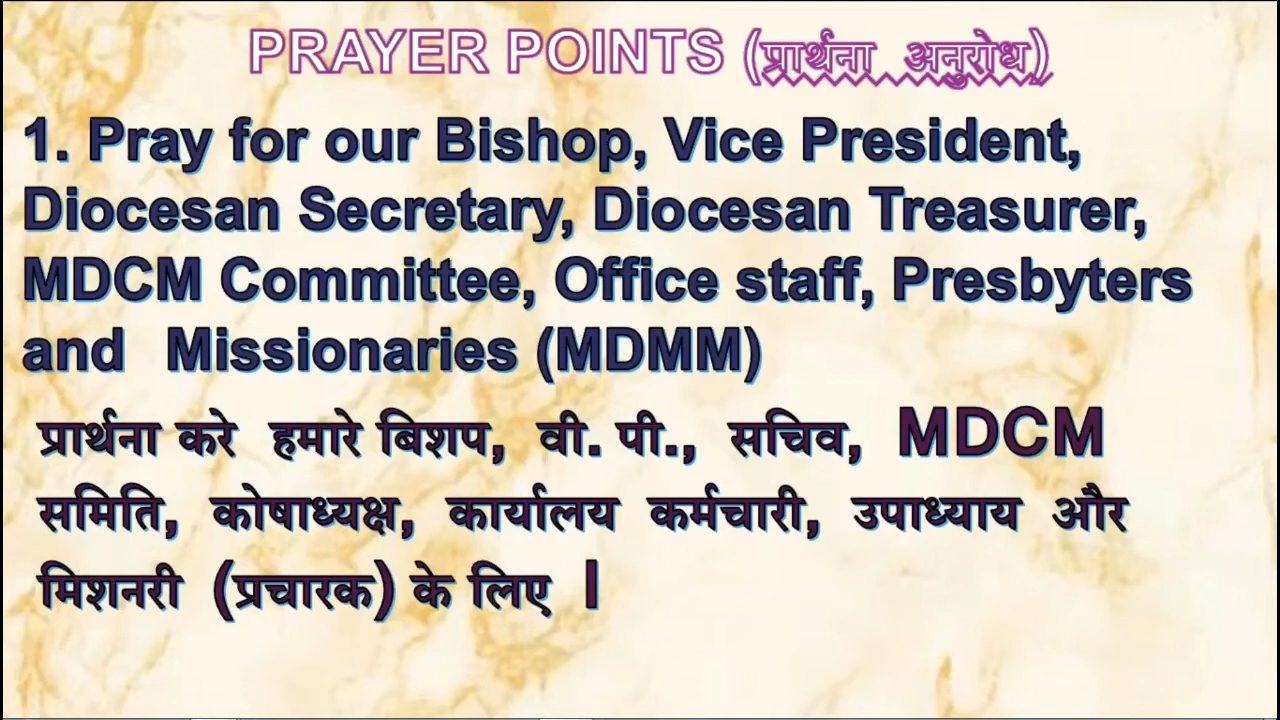 PRAYER POINTS (प्रार्थना अनुरोध)
1. Pray for our Bishop, Vice President,
Diocesan Secretary, Diocesan Treasurer,
MDCM Committee, Office staff, Presbyters
and Missionaries (MDMM)
प्रार्थना करे हमारे बिशप, वी. पी., सचिव, MDCM
समिति, कोषाध्यक्ष, कार्यालय कर्मचारी, उपाध्याय और
मिशनरी (प्रचारक) के लिए I